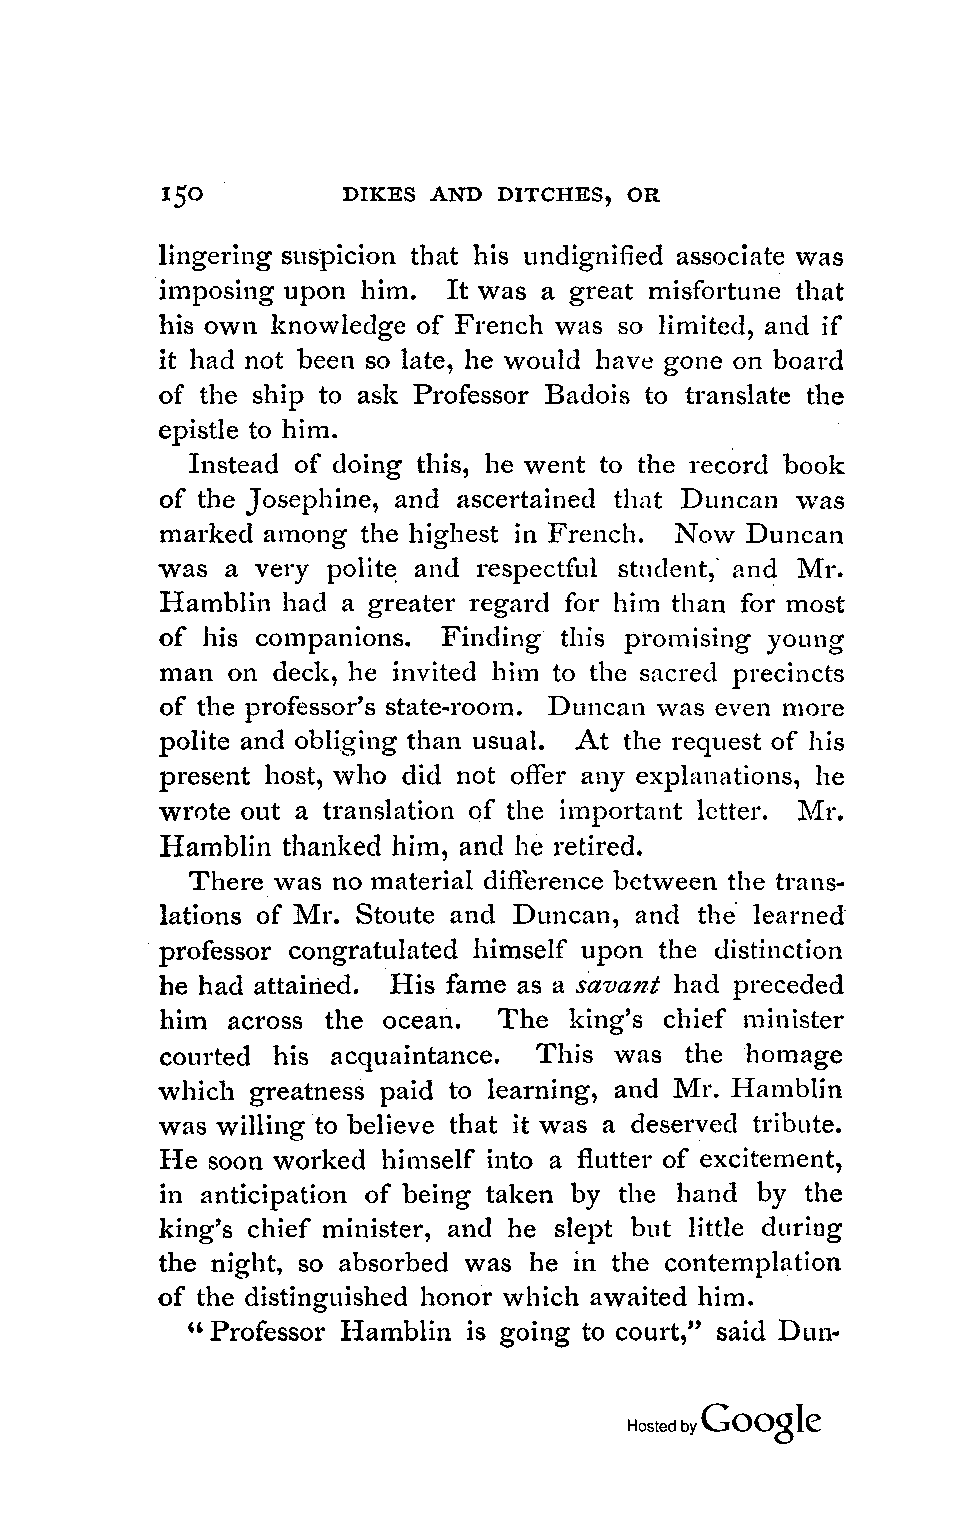 150 DIKES AND DITCHES, OR
lingering suspicion that his undignified associate was
imposing upon him. It was a great misfortune that
his own knowledge of French was so limited, and if
it had not been so late, he would have gone on board
of the ship to ask Professor Badois to translate the
epistle to him.
Instead of doing this, he went to the record book
of the Josephine, and ascertained that Duncan was
marked among the highest in French. Now Duncan
was a very polite and respectful student, and Mr.
Hamblin had a greater regard for him than for most
of his companions. Finding this promising young
man on deck, he invited him to the sacred precincts
of the professor's state-room. Duncan was even more
polite and obliging than usual. At the request of his
present host, who did not offer any explanations, he
wrote out a translation of the important letter. Mr.
Hamblin thanked him, and he retired.
There was no material difference between the trans-
lations of Mr. Stoute and Duncan, and the learned
professor congratulated himself upon the distinction
he had attained. His fame as a savant had preceded
him across the ocean. The king's chief minister
courted his acquaintance. This was the homage
which greatness paid to learning, and Mr. Hamblin
was willing to believe that it was a deserved tribute.
He soon worked himself into a flutter of excitement,
in anticipation of being taken by the hand by the
king's chief minister, and he slept but little during
the night, so absorbed was he in the contemplation
of the distinguished honor which awaited him.
"Professor Hamblin is going to court," said Dun-
Hosted by Google